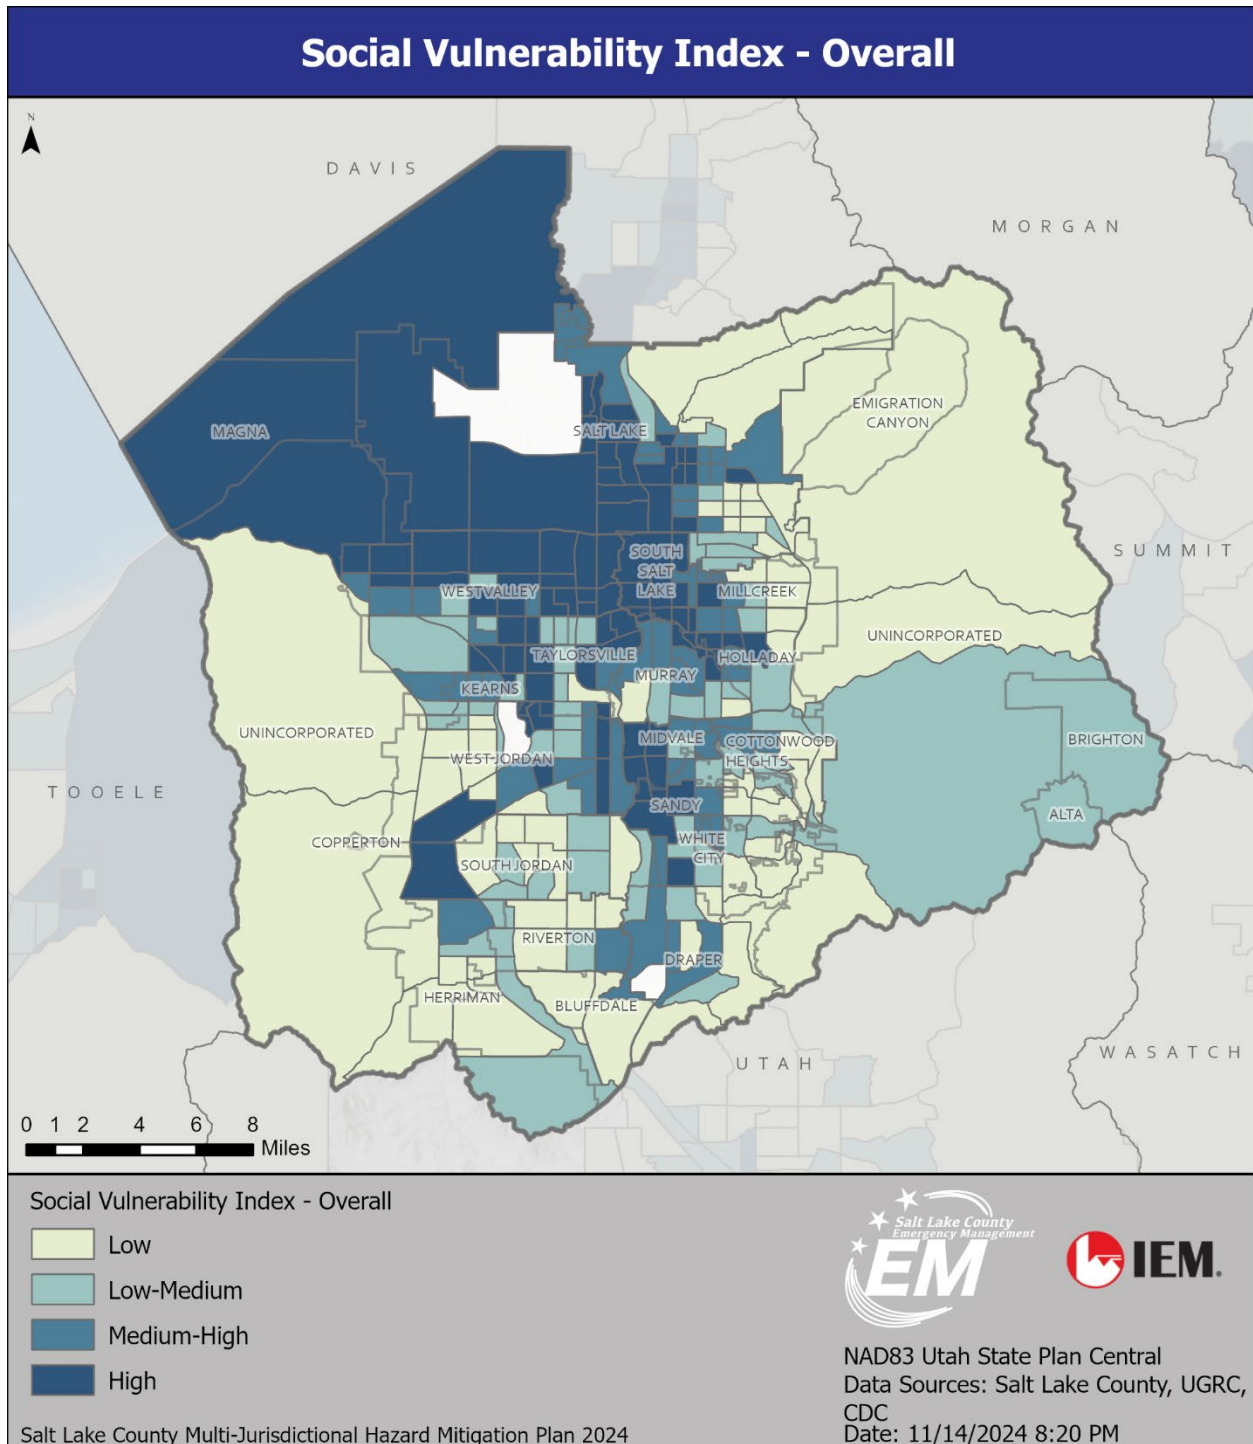 Social Vulnerability Index - Overall
N
DAVIS
MORGAN
EMIGRATION
CANYON
MAGNA
SALT LAKE
SUMMIT
SOUTH
SALT
LAKE
WEST VALLEY
MILLCREEK
UNINCORPORATED
TAYLORSVILLE
HOLLADAY
MURRAY
KEARNS
UNINCORPORATED
MIDVALE
COTTONWOOD
HEIGHTS
BRIGHTON
WEST JORDAN
TOOELE
SANDY
ALTA
COPPERTON
WHITE
CITY
SOUTH JORDAN
RIVERTON
DRAPER
HERRIMAN
BLUFFDALE
WASATCH
UTAH
0 1 2 4 6 8
Miles
Social Vulnerability Index - Overall
Low
Low-Medium
Medium-High
High
Salt Lake County Multi-Jurisdictional Hazard Mitigation Plan 2024
Salt Lake County
Emergency Management
EM
IEM.
NAD83 Utah State Plan Central
Data Sources: Salt Lake County, UGRC,
CDC
Date: 11/14/2024 8:20 PM